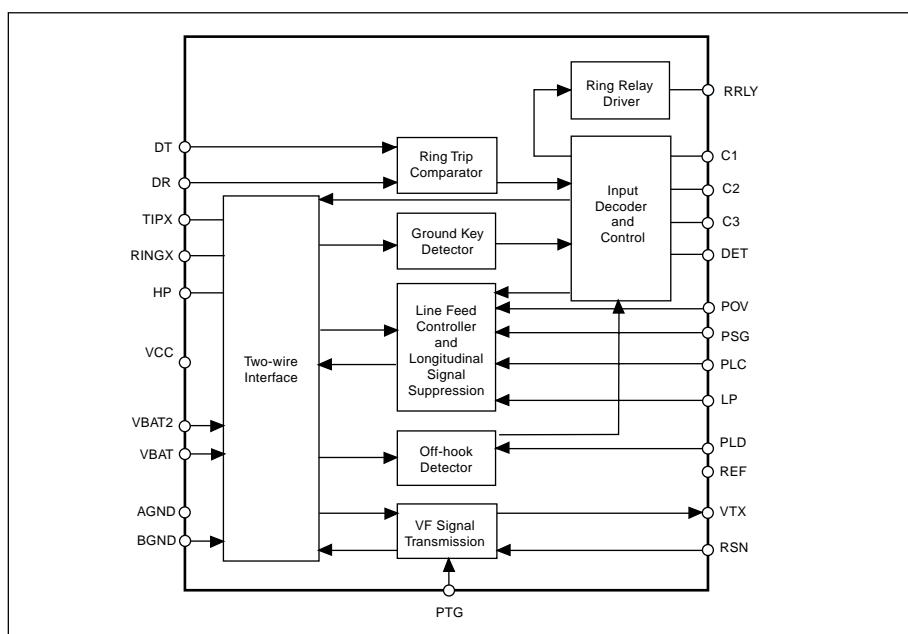 Ring Relay
Driver
RRLY
DT
Ring Trip
Comparator
C1
DR
Input
Decoder
and
Control
C2
TIPX
C3
Ground Key
Detector
RINGX
DET
HP
Line Feed
Controller
and
Longitudinal
Signal
Suppression
POV
PSG
VCC
Two-wire
Interface
PLC
LP
VBAT2
Off-hook
Detector
PLD
VBAT
REF
AGND
VF Signal
Transmission
VTX
BGND
RSN
PTG